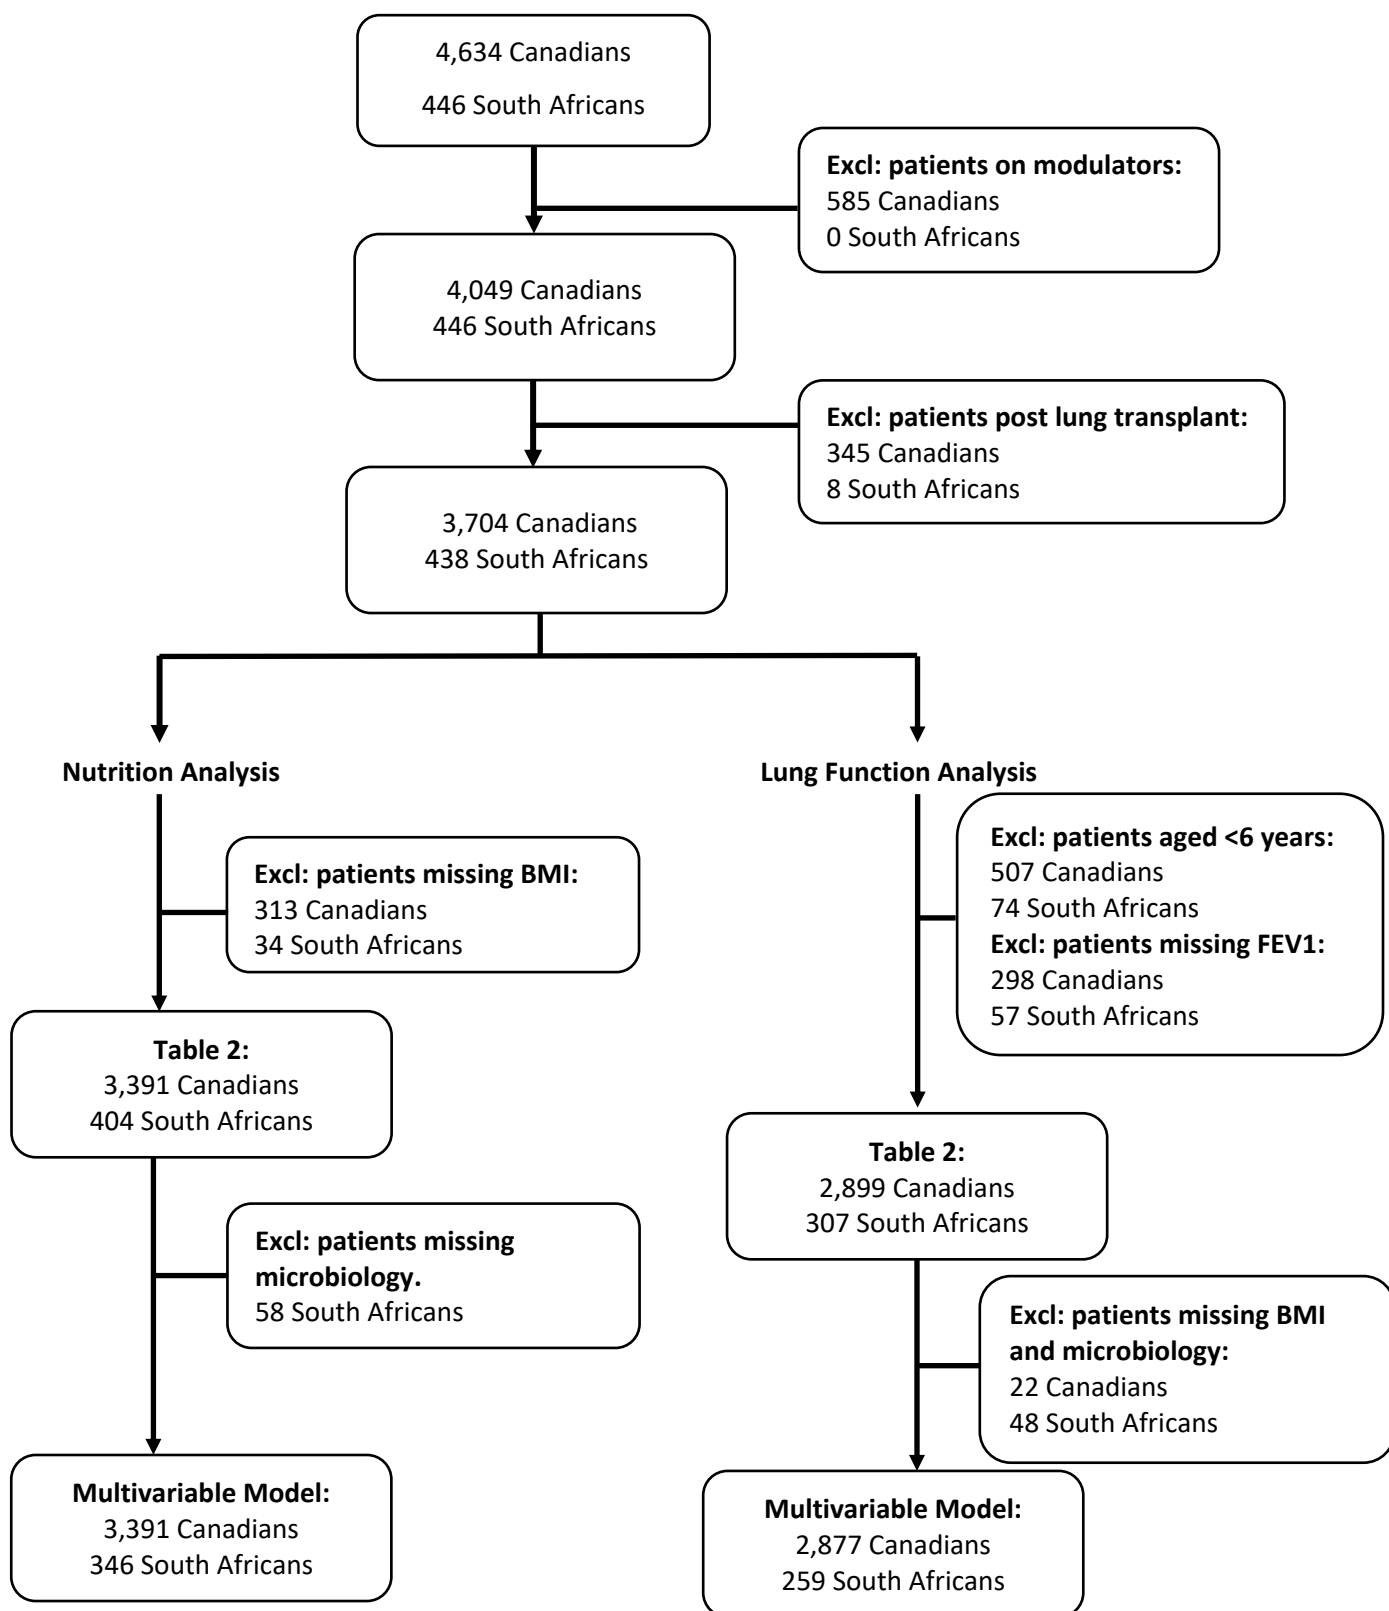 4,634 Canadians
446 South Africans
Excl: patients on modulators:
585 Canadians
0 South Africans
4,049 Canadians
446 South Africans
Excl: patients post lung transplant:
345 Canadians
8 South Africans
3,704 Canadians
438 South Africans
Nutrition Analysis
Excl: patients missing BMI:
313 Canadians
34 South Africans
Table 2:
3,391 Canadians
404 South Africans
Excl: patients missing
microbiology.
58 South Africans
Multivariable Model:
3,391 Canadians
346 South Africans
Lung Function Analysis
Excl: patients aged <6 years:
507 Canadians
74 South Africans
Excl: patients missing FEV1:
298 Canadians
57 South Africans
Table 2:
2,899 Canadians
307 South Africans
Excl: patients missing BMI
and microbiology:
22 Canadians
48 South Africans
Multivariable Model:
2,877 Canadians
259 South Africans